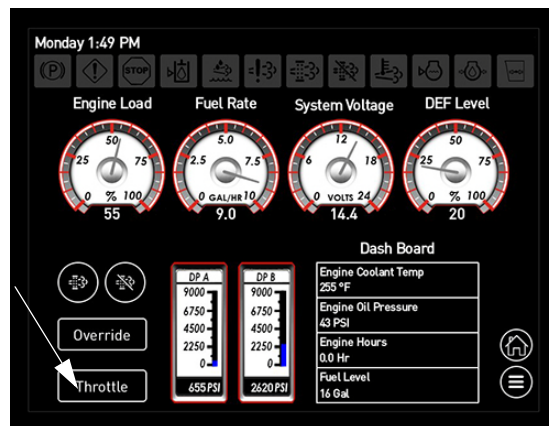 Monday 1:49 PM
(P) STOP
Engine Load Fuel Rate System Voltage DEF Level
50 5.0 12 50
25 75 2.5 7.5 6 18 25 75
0 % 100 0 GAL/HR 10 0 VOLTS 24 0 % 100
55 9.0 14.4 20
Dash Board
DP A DP B
9000 9000
6750 6750
4500 4500
2250 2250
0 0
655 PSI 2620 PSI
Engine Coolant Temp
255 °F
Engine Oil Pressure
43 PSI
Engine Hours
0.0 Hr
Fuel Level
16 Gal
Override
Throttle